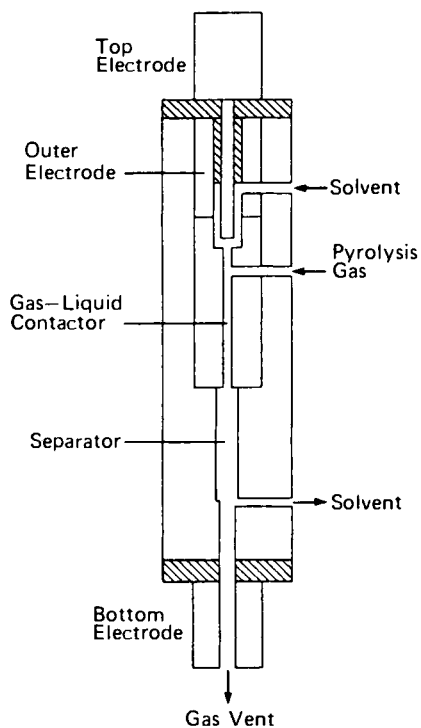 Top
Electrode
Outer
Electrode
Solvent
Pyrolysis
Gas
Gas—Liquid
Contactor
Separator
Solvent
Bottom
Electrode
Gas Vent